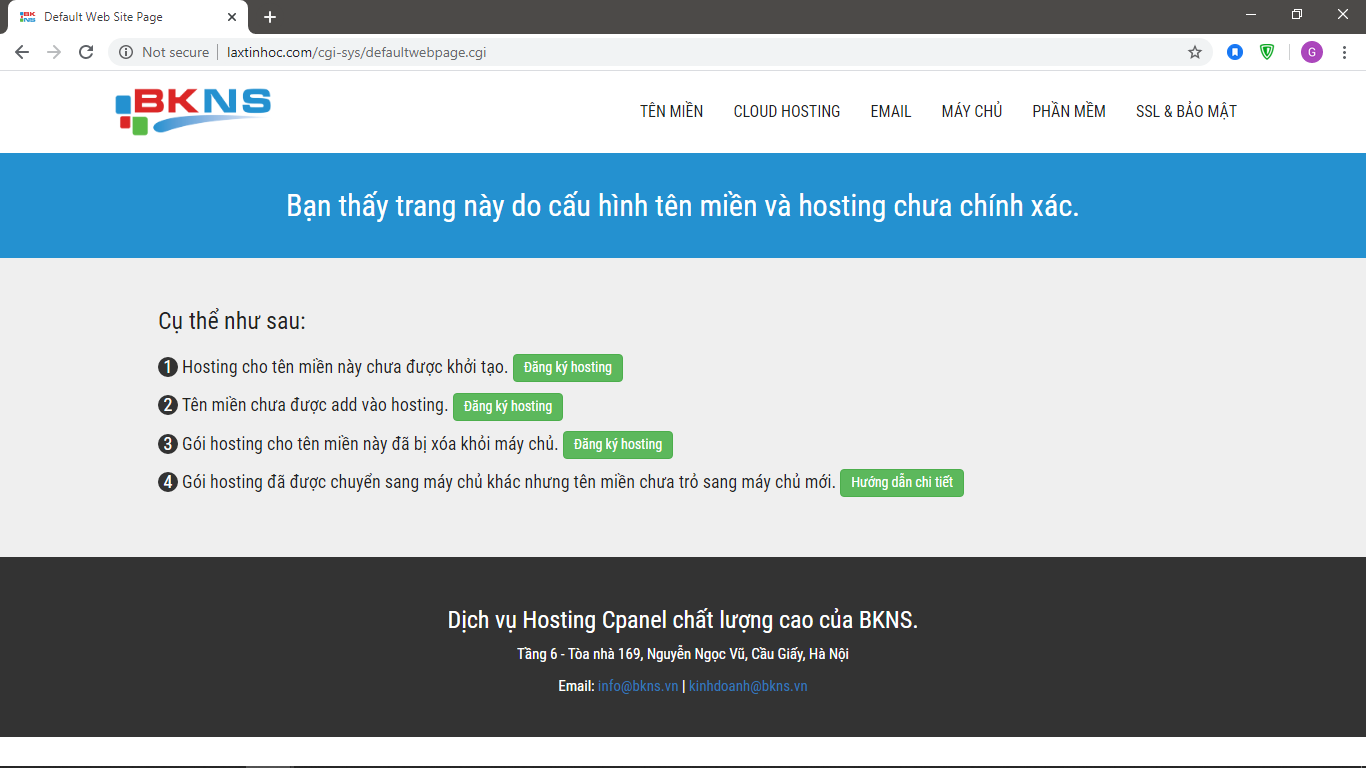 BKNS
Default Web Site Page
Not secure
laxtinhoc.com/cgi-sys/defaultwebpage.cgi
G
BKNS
TÊN MIỀN
CLOUD HOSTING
EMAIL
MÁY CHỦ
PHẦN MỀM
SSL & BẢO MẬT
Bạn thấy trang này do cấu hình tên miền và hosting chưa chính xác.
Cụ thể như sau:
1 Hosting cho tên miền này chưa được khởi tạo. Đăng ký hosting
2 Tên miền chưa được add vào hosting. Đăng ký hosting
3 Gói hosting cho tên miền này đã bị xóa khỏi máy chủ. Đăng ký hosting
4 Gói hosting đã được chuyển sang máy chủ khác nhưng tên miền chưa trỏ sang máy chủ mới. Hướng dẫn chi tiết
Dịch vụ Hosting Cpanel chất lượng cao của BKNS.
Tầng 6 - Tòa nhà 169, Nguyễn Ngọc Vũ, Cầu Giấy, Hà Nội
Email: info@bkns.vn | kinhdoanh@bkns.vn